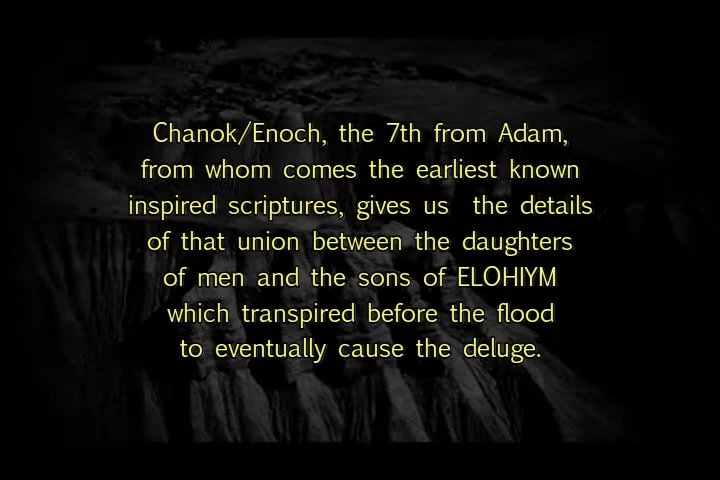 Chanok/Enoch, the 7th from Adam,
from whom comes the earliest known
inspired scriptures, gives us the details
of that union between the daughters
of men and the sons of ELOHIYM
which transpired before the flood
to eventually cause the deluge.